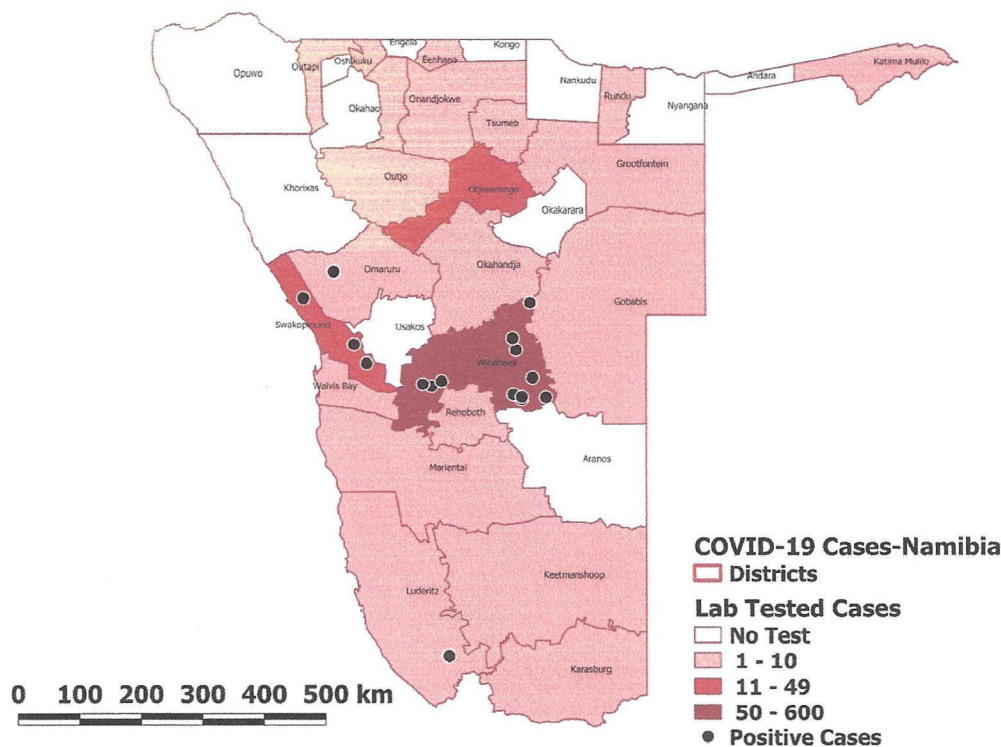 Engela
Kongo
Oshikuku
Eenhana
Opuwo
Outapi
Nankudu
Andara
Katima Mulilo
Okahao
Onandjokwe
Rundu
Nyangana
Tsumeb
Grootfontein
Khorixas
Outjo
Otjiwarongo
Okakarara
Omaruru
Okahandja
Gobabis
Swakopmund
Usakos
Windhoek
Walvis Bay
Rehoboth
Mariental
Aranos
Luderitz
Keetmanshoop
Karasburg
COVID-19 Cases-Namibia
Districts
Lab Tested Cases
No Test
1 - 10
11 - 49
50 - 600
Positive Cases
0 100 200 300 400 500 km